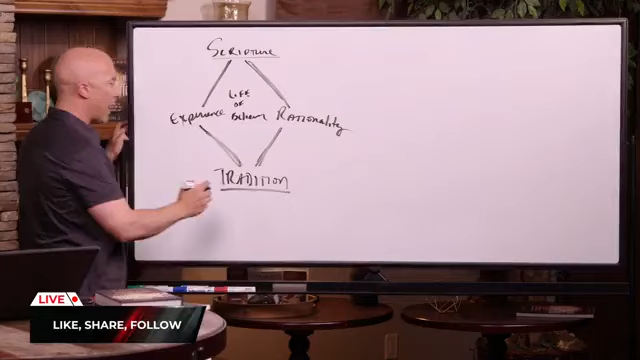 SCRIPTURE
LIFE
OF
Experience
RATIONALITY
TRADITION
LIVE
LIKE, SHARE, FOLLOW